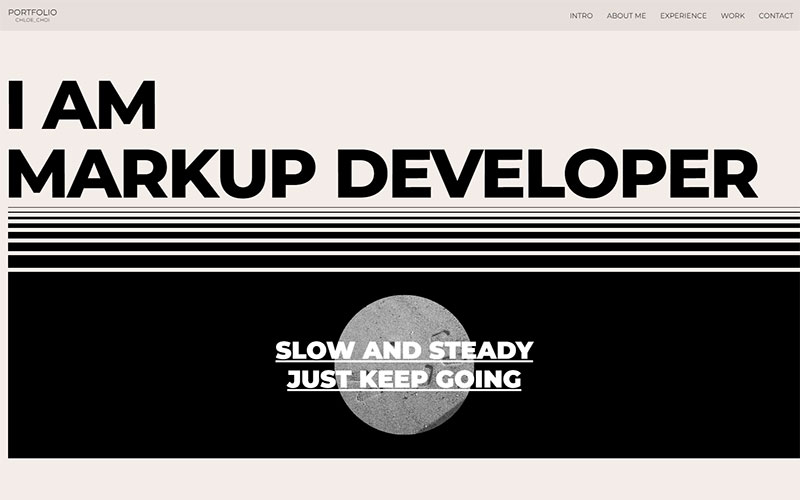 PORTFOLIO
CHLOE_CHOI
INTRO ABOUT ME EXPERIENCE WORK CONTACT
I AM
MARKUP DEVELOPER
SLOW AND STEADY
JUST KEEP GOING